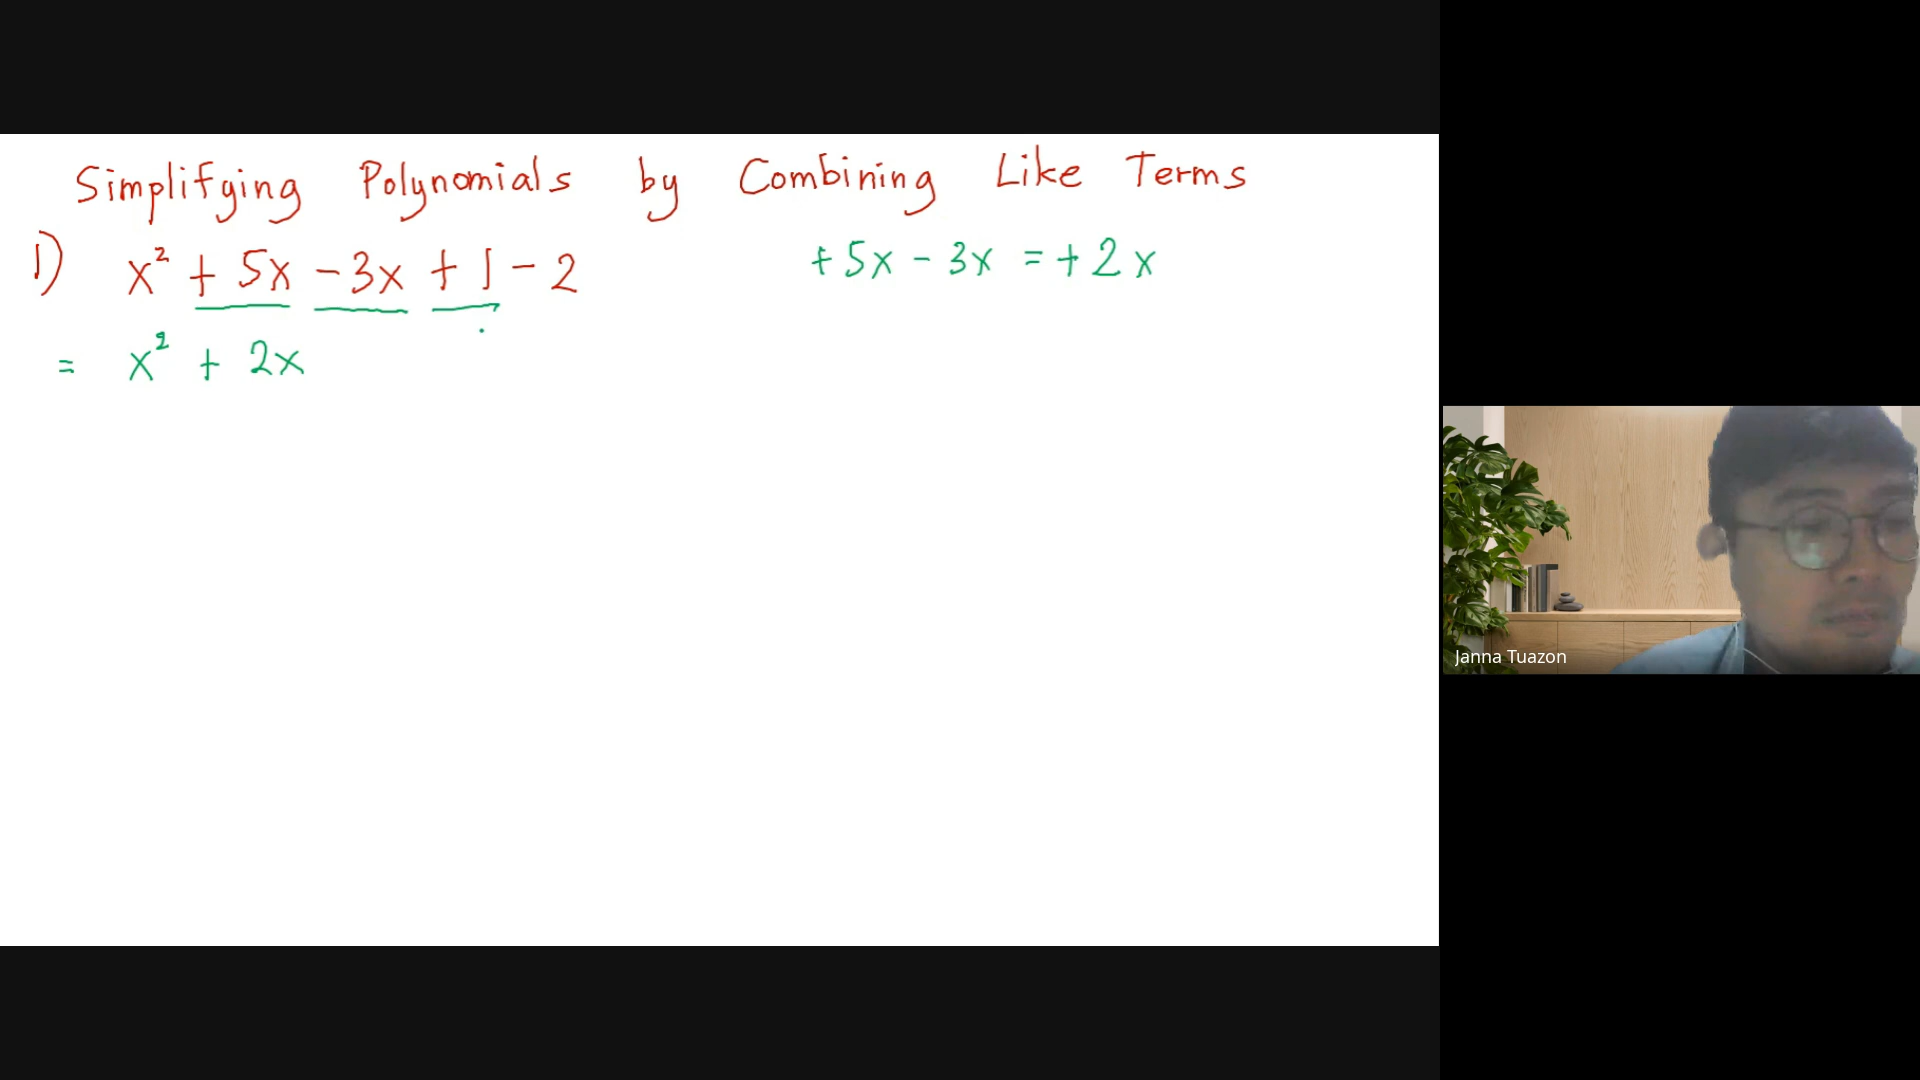 Simplifying Polynomials by Combining Like Terms
1) x² + 5x - 3x + 1 - 2
+5x - 3x = +2x
= x² + 2x
Janna Tuazon